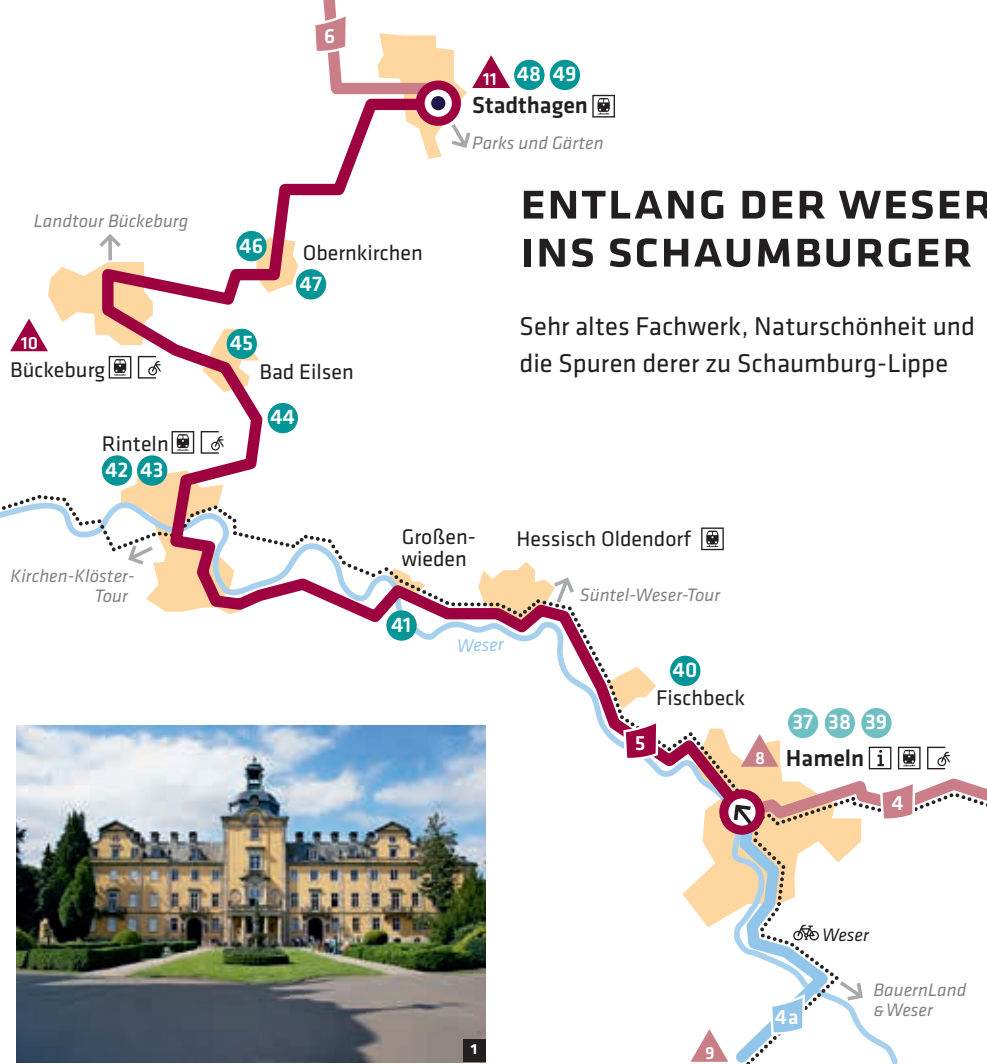 6
11 48 49
Stadthagen
Parks und Gärten
ENTLANG DER WESER
INS SCHAUMBURGER
Sehr altes Fachwerk, Naturschönheit und
die Spuren derer zu Schaumburg-Lippe
Landtour Bückeburg
46
Obernkirchen
47
10
Bückeburg
45
Bad Eilsen
44
Rinteln
42 43
Kirchen-Klöster-
Tour
Großen-
wieden
41
Hessisch Oldendorf
Süntel-Weser-Tour
Weser
40
Fischbeck
5
37 38 39
8
Hameln i
4
Weser
BauernLand
& Weser
4a
9
1